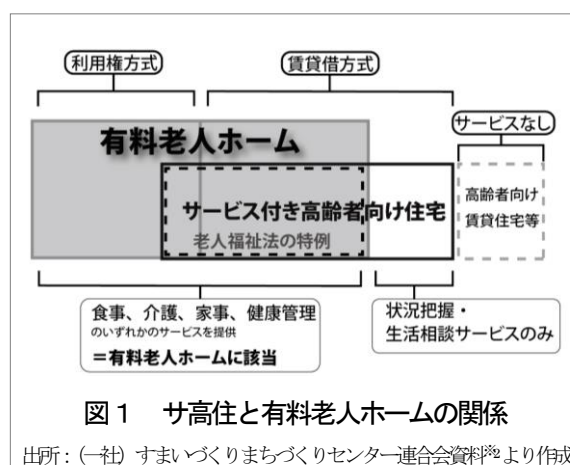 利用権方式
賃貸借方式
サービスなし
有料老人ホーム
サービス付き高齢者向け住宅
老人福祉法の特例
高齢者向け
賃貸住宅等
食事、介護、家事、健康管理
のいずれかのサービスを提供
＝有料老人ホームに該当
状況把握・
生活相談サービスのみ
図1 サ高住と有料老人ホームの関係
出所：（一社）すまいづくりまちづくりセンター連合会資料※2より作成